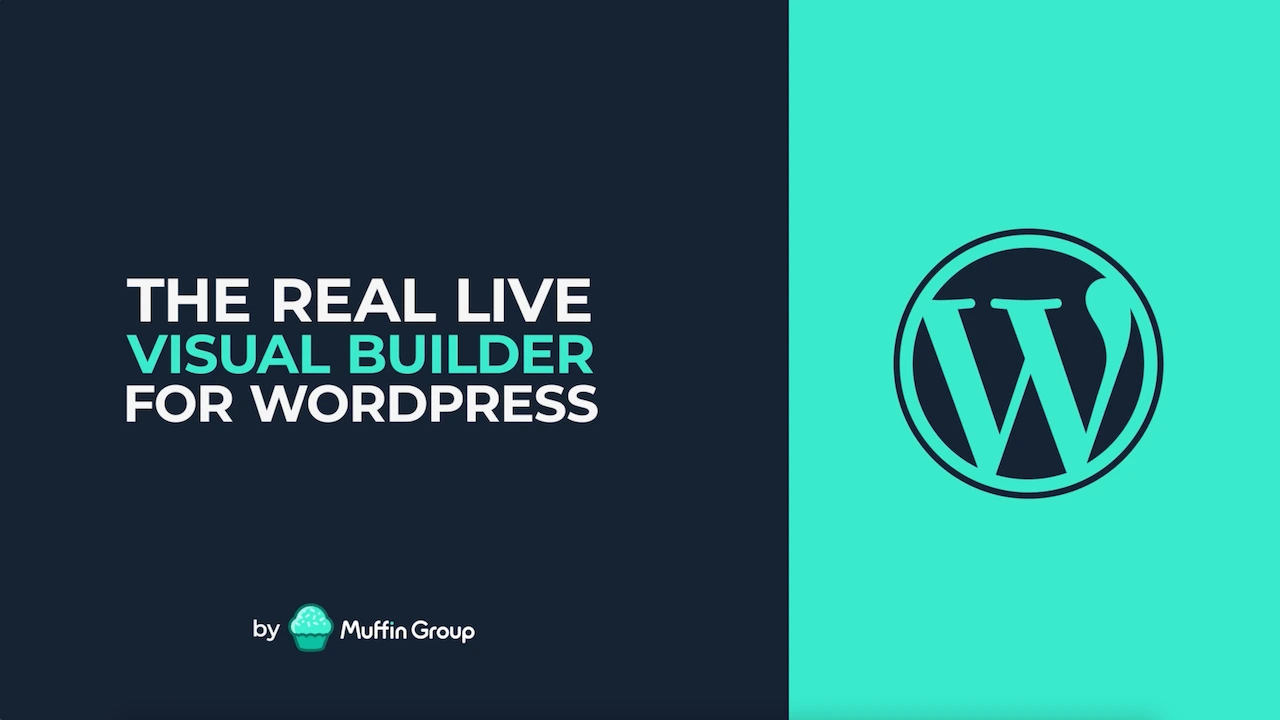 THE REAL LIVE
VISUAL BUILDER
FOR WORDPRESS
by Muffin Group
W